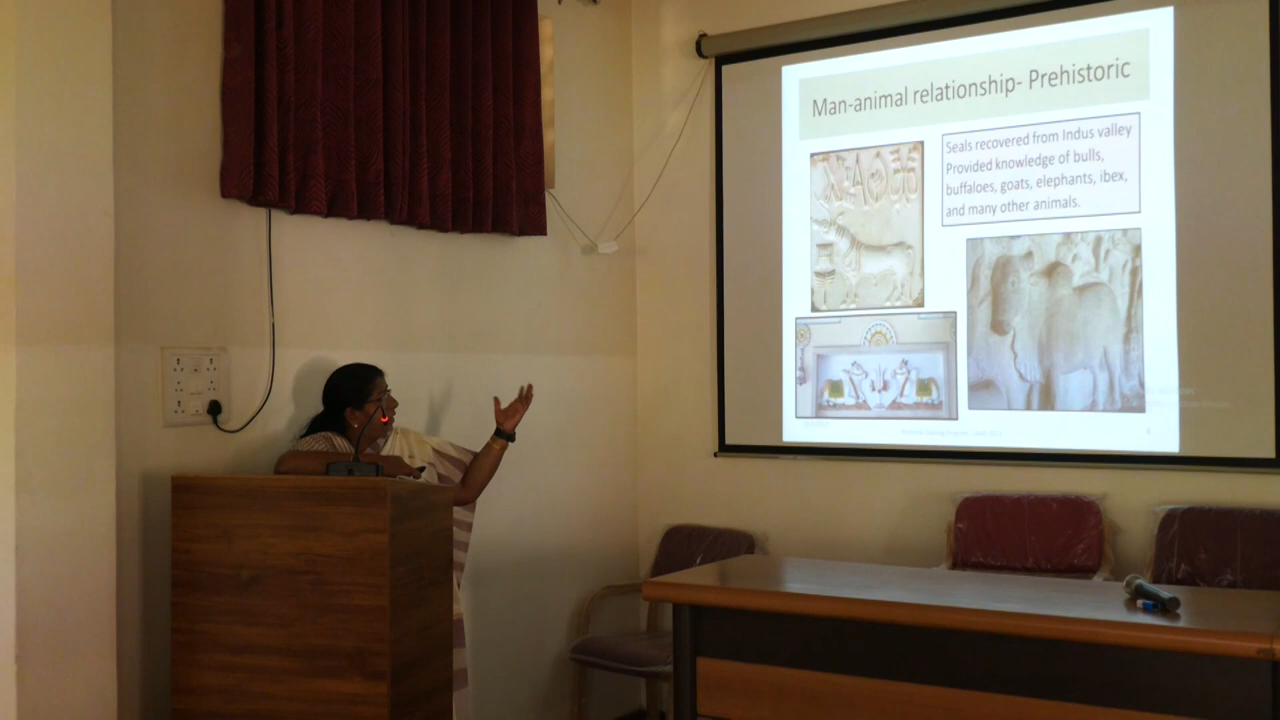 Man-animal relationship- Prehistoric
Seals recovered from Indus valley
Provided knowledge of bulls,
buffaloes, goats, elephants, ibex,
and many other animals.